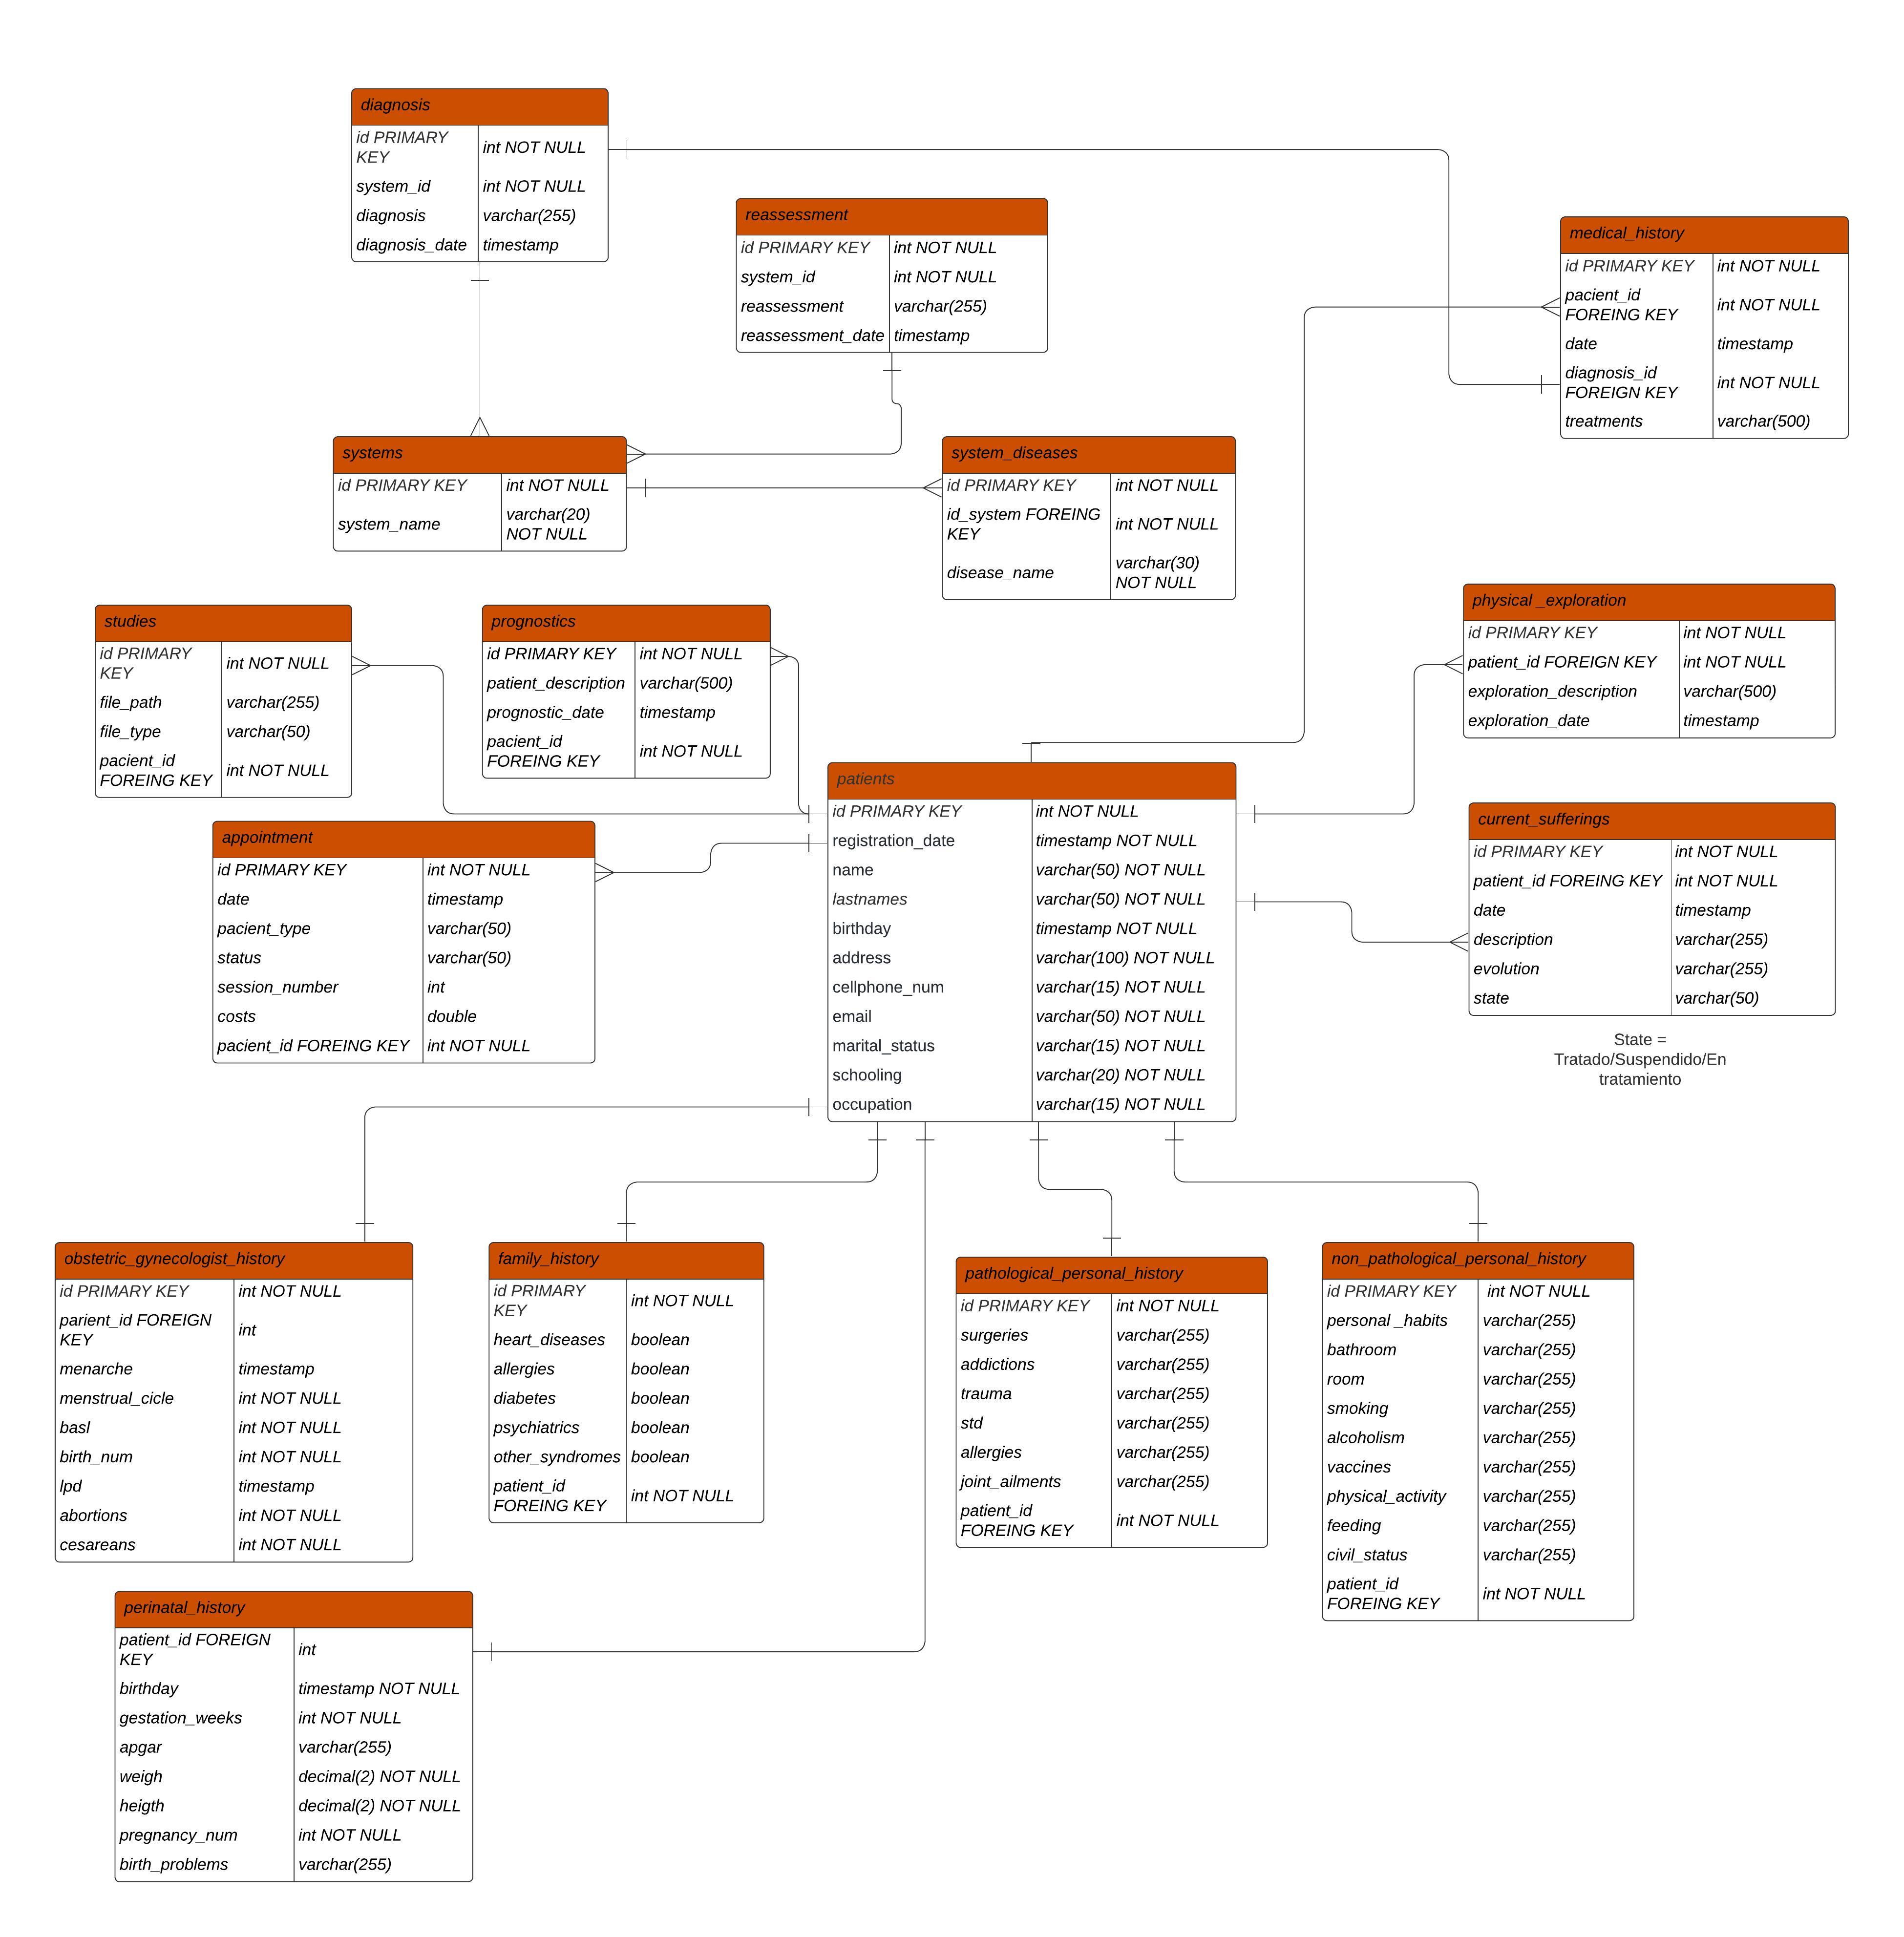 diagnosis
id PRIMARY
KEY
int NOT NULL
system_id
int NOT NULL
diagnosis
varchar(255)
diagnosis_date
timestamp
reassessment
id PRIMARY KEY
int NOT NULL
system_id
int NOT NULL
reassessment
varchar(255)
reassessment_date
timestamp
medical_history
id PRIMARY KEY
int NOT NULL
pacient_id
FOREING KEY
int NOT NULL
date
timestamp
diagnosis_id
FOREIGN KEY
int NOT NULL
treatments
varchar(500)
systems
id PRIMARY KEY
int NOT NULL
system_name
varchar(20)
NOT NULL
system_diseases
id PRIMARY KEY
int NOT NULL
id_system FOREING
KEY
int NOT NULL
disease_name
varchar(30)
NOT NULL
studies
id PRIMARY
KEY
int NOT NULL
file_path
varchar(255)
file_type
varchar(50)
pacient_id
FOREING KEY
int NOT NULL
prognostics
id PRIMARY KEY
int NOT NULL
patient_description
varchar(500)
prognostic_date
timestamp
pacient_id
FOREING KEY
int NOT NULL
physical _exploration
id PRIMARY KEY
int NOT NULL
patient_id FOREIGN KEY
int NOT NULL
exploration_description
varchar(500)
exploration_date
timestamp
patients
id PRIMARY KEY
int NOT NULL
registration_date
timestamp NOT NULL
name
varchar(50) NOT NULL
lastnames
varchar(50) NOT NULL
birthday
timestamp NOT NULL
address
varchar(100) NOT NULL
cellphone_num
varchar(15) NOT NULL
email
varchar(50) NOT NULL
marital_status
varchar(15) NOT NULL
schooling
varchar(20) NOT NULL
occupation
varchar(15) NOT NULL
appointment
id PRIMARY KEY
int NOT NULL
date
timestamp
pacient_type
varchar(50)
status
varchar(50)
session_number
int
costs
double
pacient_id FOREING KEY
int NOT NULL
current_sufferings
id PRIMARY KEY
int NOT NULL
patient_id FOREING KEY
int NOT NULL
date
timestamp
description
varchar(255)
evolution
varchar(255)
state
varchar(50)
State =
Tratado/Suspendido/En
tratamiento
obstetric_gynecologist_history
id PRIMARY KEY
int NOT NULL
parient_id FOREIGN
KEY
int
menarche
timestamp
menstrual_cicle
int NOT NULL
basl
int NOT NULL
birth_num
int NOT NULL
lpd
timestamp
abortions
int NOT NULL
cesareans
int NOT NULL
family_history
id PRIMARY
KEY
int NOT NULL
heart_diseases
boolean
allergies
boolean
diabetes
boolean
psychiatrics
boolean
other_syndromes
boolean
patient_id
FOREING KEY
int NOT NULL
pathological_personal_history
id PRIMARY KEY
int NOT NULL
surgeries
varchar(255)
addictions
varchar(255)
trauma
varchar(255)
std
varchar(255)
allergies
varchar(255)
joint_ailments
varchar(255)
patient_id
FOREING KEY
int NOT NULL
non_pathological_personal_history
id PRIMARY KEY
int NOT NULL
personal _habits
varchar(255)
bathroom
varchar(255)
room
varchar(255)
smoking
varchar(255)
alcoholism
varchar(255)
vaccines
varchar(255)
physical_activity
varchar(255)
feeding
varchar(255)
civil_status
varchar(255)
patient_id
FOREING KEY
int NOT NULL
perinatal_history
patient_id FOREIGN
KEY
int
birthday
timestamp NOT NULL
gestation_weeks
int NOT NULL
apgar
varchar(255)
weigh
decimal(2) NOT NULL
heigth
decimal(2) NOT NULL
pregnancy_num
int NOT NULL
birth_problems
varchar(255)